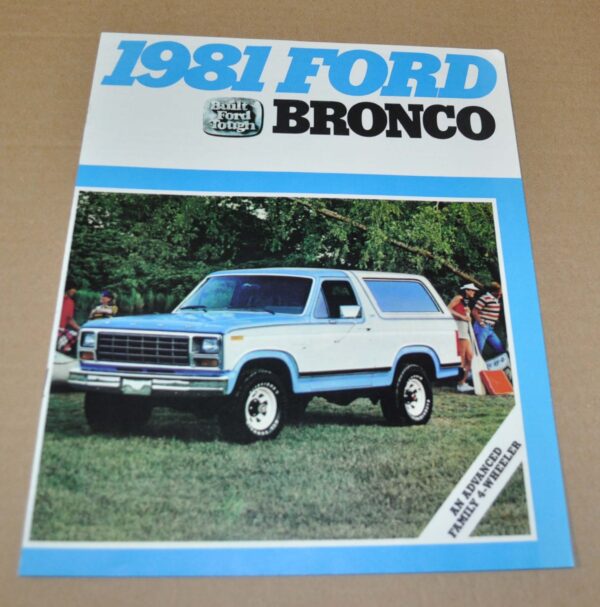 1981 FORD
Built
Ford
Tough
BRONCO
AN ADVANCED
FAMILY 4-WHEELER